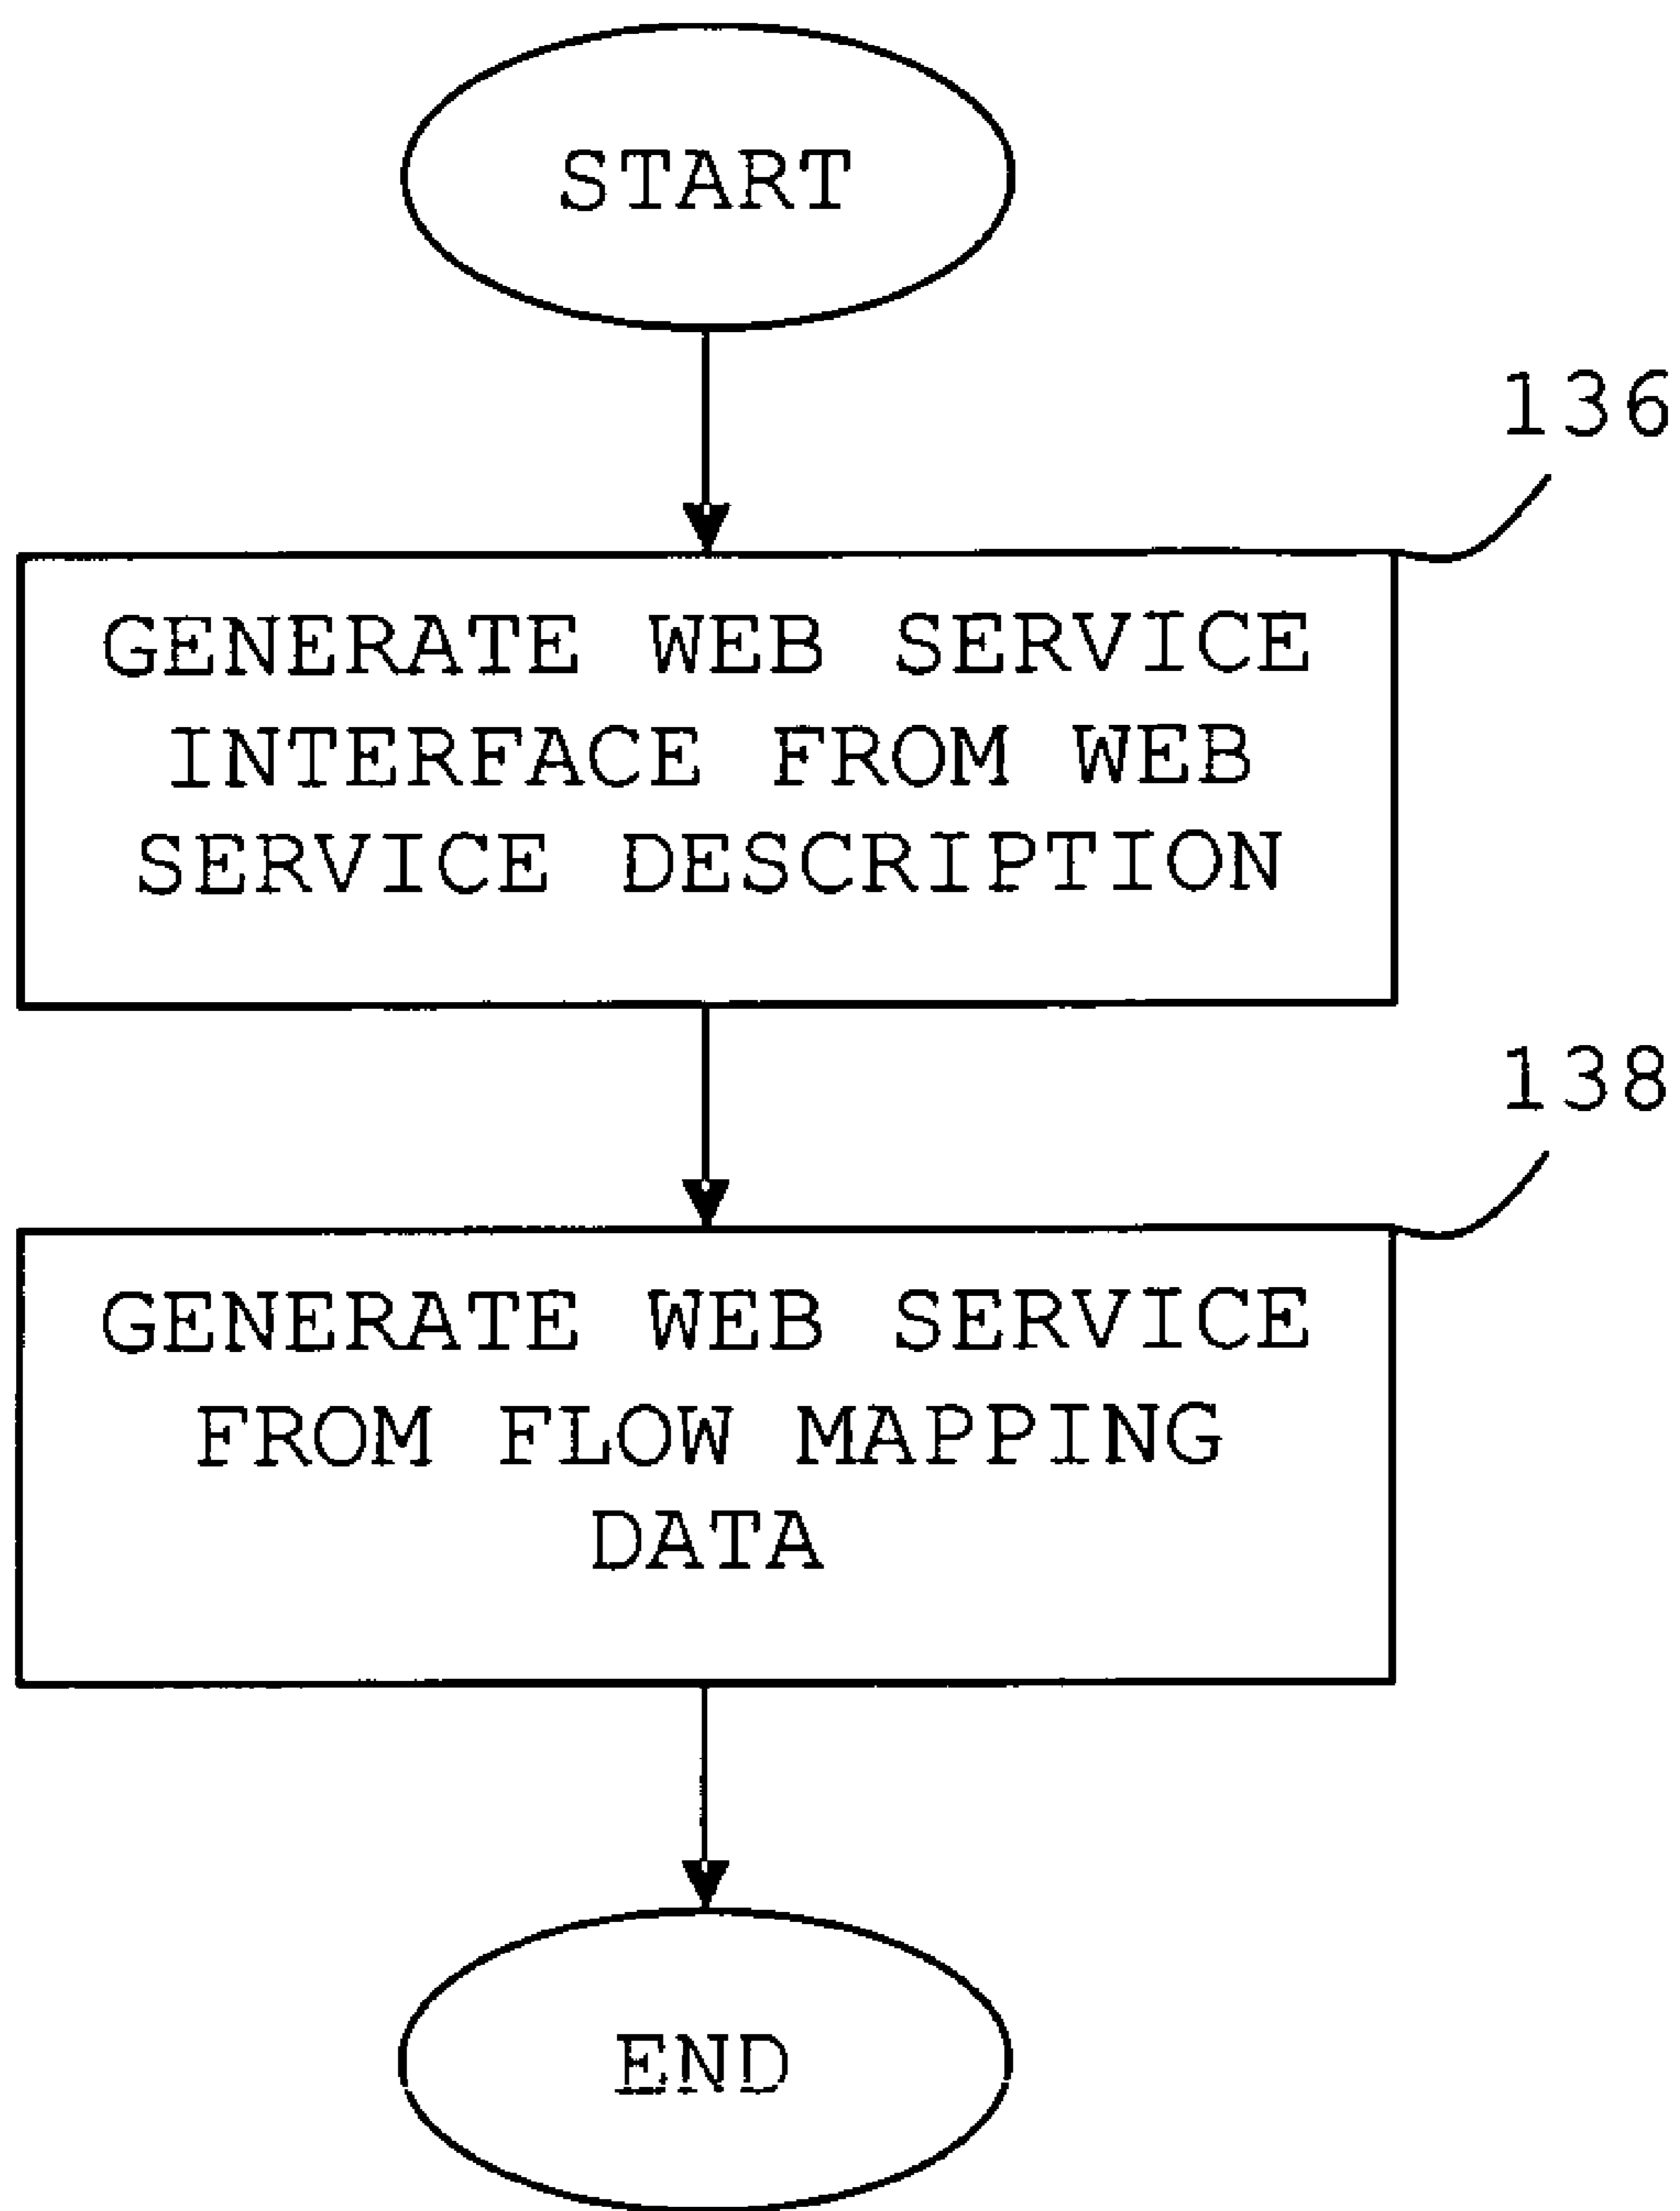 START
136
GENERATE WEB SERVICE
INTERFACE FROM WEB
SERVICE DESCRIPTION
138
GENERATE WEB SERVICE
FROM FLOW MAPPING
DATA
END